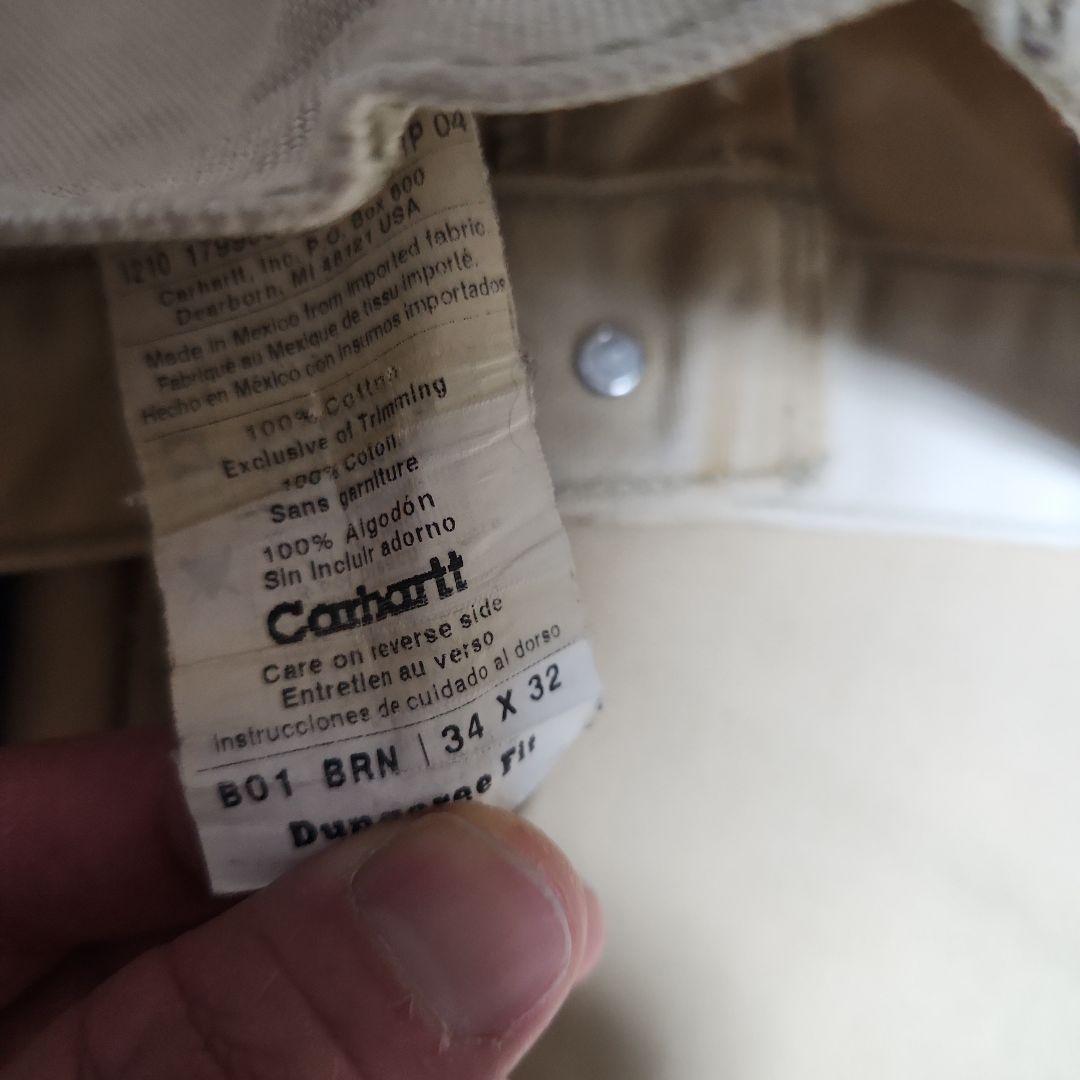 04
1210
Carhartt, Inc. P.O. Box 600
Dearborn, MI 48121 USA
Made in Mexico from imported fabric.
Fabriqué au Mexique de tissu importé.
Hecho en México con insumos importados
100% Cotton
Exclusive of Trimming
100% Coton
Sans garniture
100% Algodón
Sin incluir adorno
Carhartt
Care on reverse side
Entretien au verso
instrucciones de cuidado al dorso
B01 BRN | 34 X 32
Fit